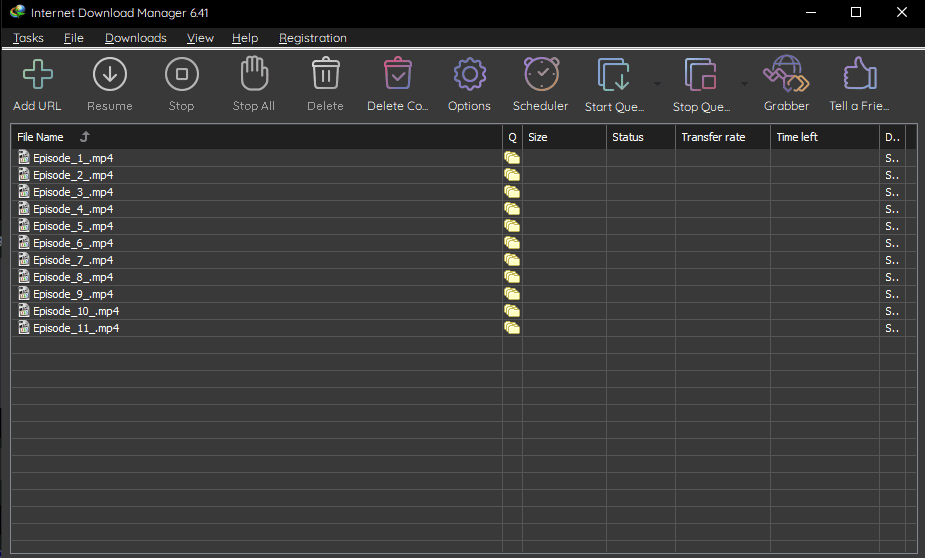 Internet Download Manager 6.41
Tasks File Downloads View Help Registration
Add URL Resume Stop Stop All Delete Delete Co... Options Scheduler Start Que... Stop Que... Grabber Tell a Frie...
File Name Q Size Status Transfer rate Time left D..
Episode_1_.mp4 S..
Episode_2_.mp4 S..
Episode_3_.mp4 S..
Episode_4_.mp4 S..
Episode_5_.mp4 S..
Episode_6_.mp4 S..
Episode_7_.mp4 S..
Episode_8_.mp4 S..
Episode_9_.mp4 S..
Episode_10_.mp4 S..
Episode_11_.mp4 S..